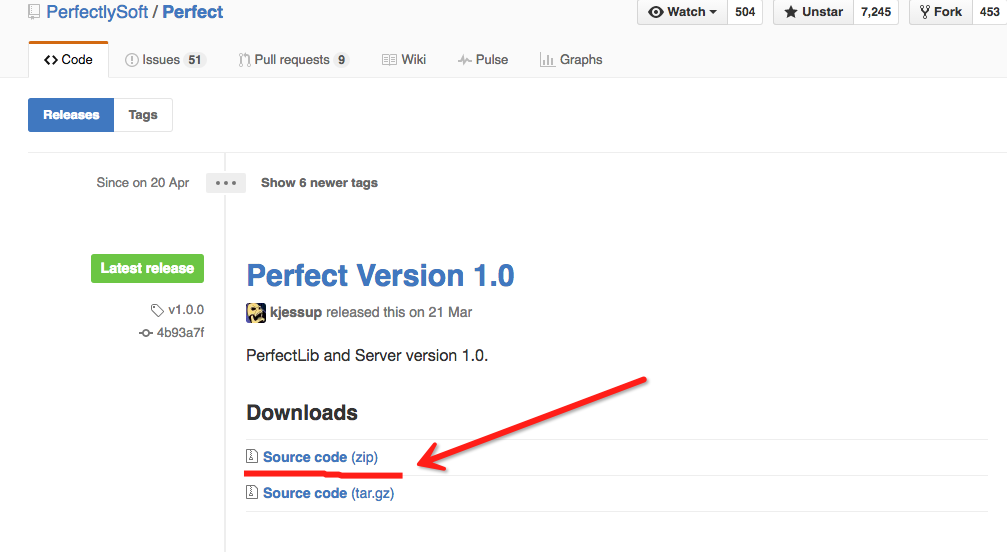 PerfectlySoft / Perfect
Watch 504 Unstar 7,245 Fork 453
Code Issues 51 Pull requests 9 Wiki Pulse Graphs
Releases Tags
Since on 20 Apr Show 6 newer tags
Latest release
v1.0.0
4b93a7f
Perfect Version 1.0
kjessup released this on 21 Mar
PerfectLib and Server version 1.0.
Downloads
Source code (zip)
Source code (tar.gz)